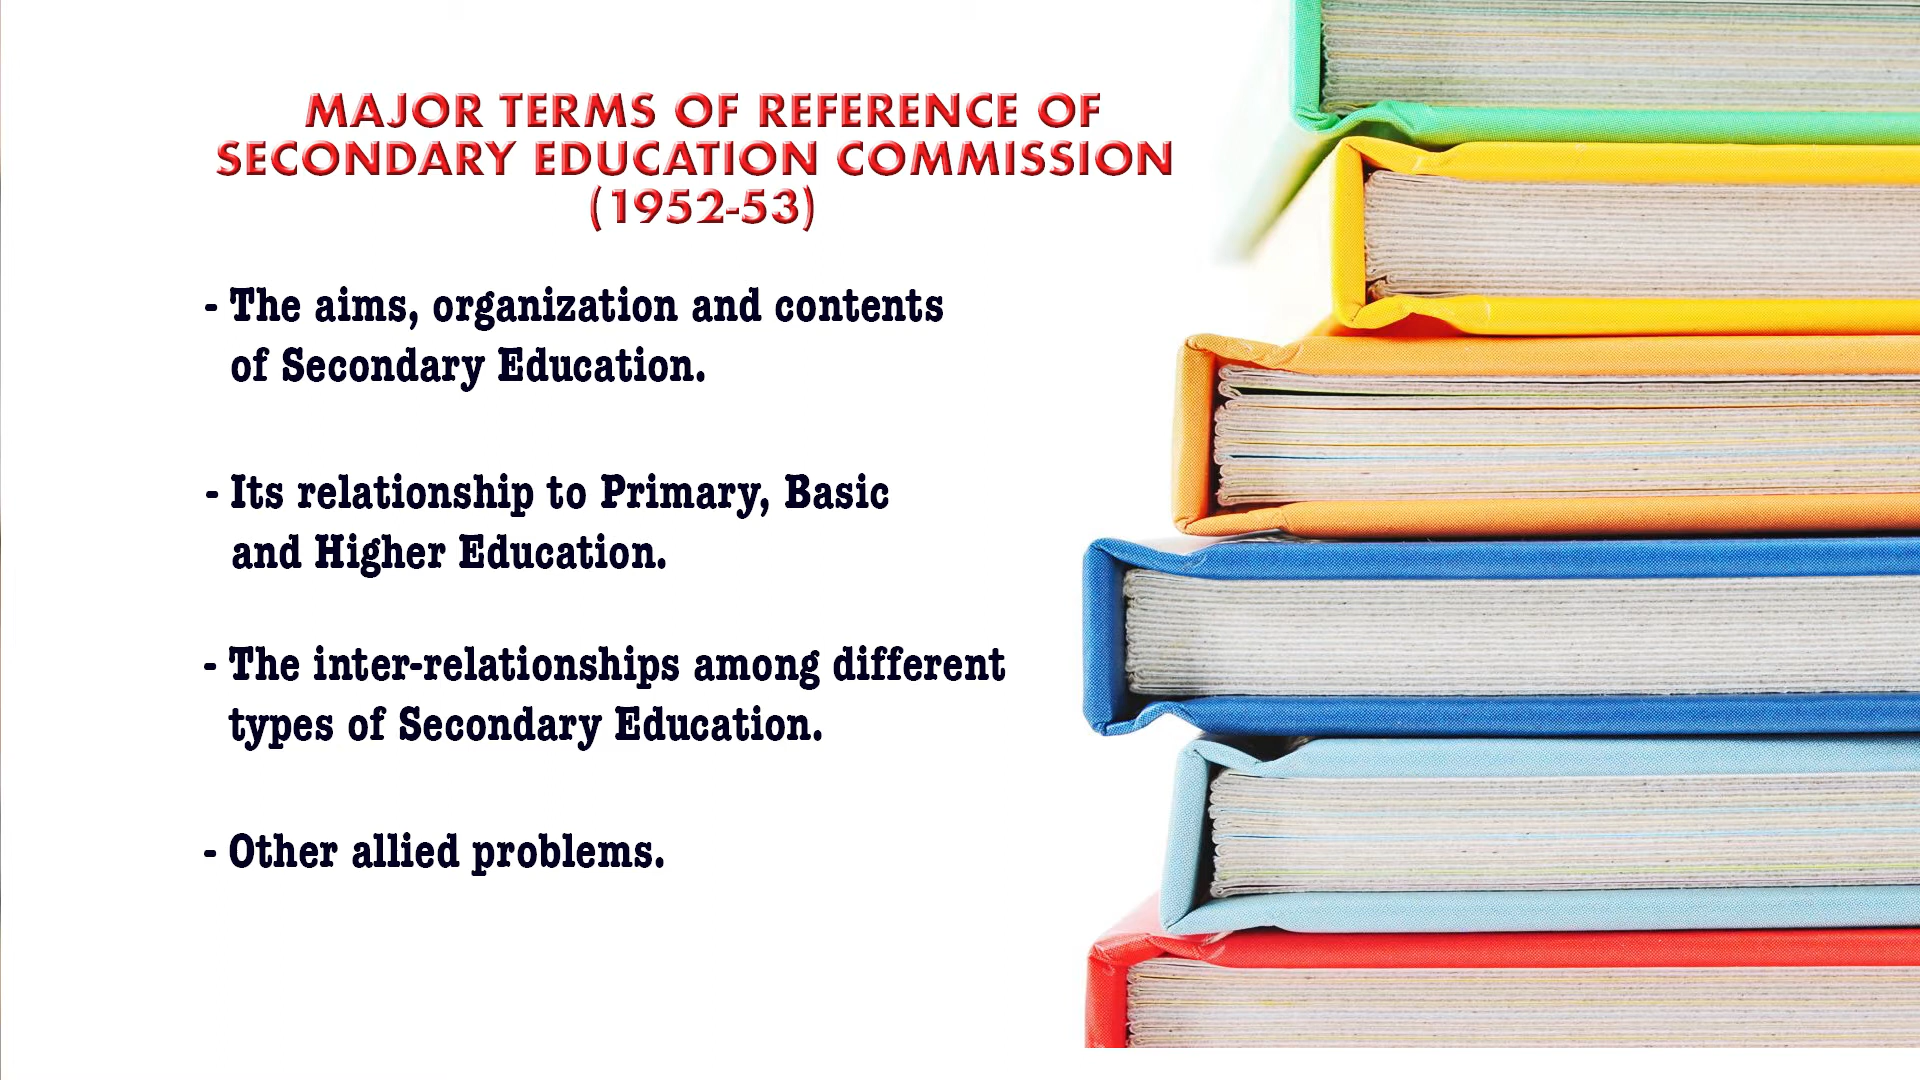 MAJOR TERMS OF REFERENCE OF
SECONDARY EDUCATION COMMISSION
(1952-53)
- The aims, organization and contents
of Secondary Education.
- Its relationship to Primary, Basic
and Higher Education.
- The inter-relationships among different
types of Secondary Education.
- Other allied problems.